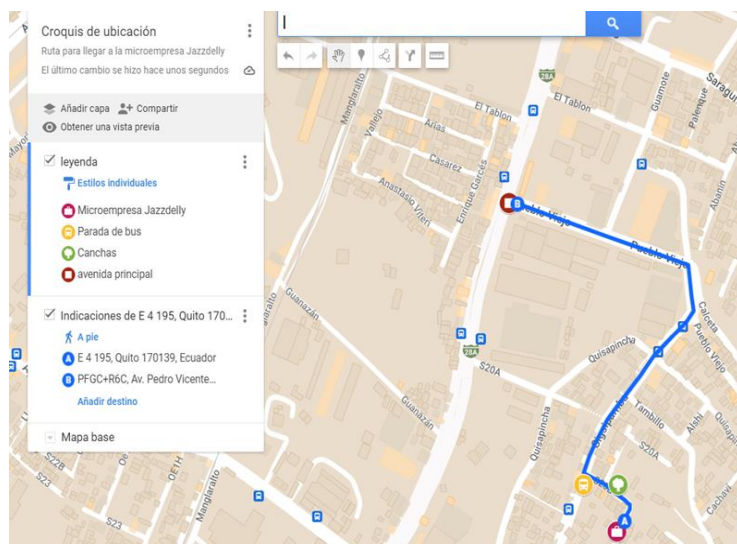 Croquis de ubicación
Ruta para llegar a la microempresa Jazzdelly
El último cambio se hizo hace unos segundos
Añadir capa
Compartir
Obtener una vista previa
leyenda
Estilos individuales
Microempresa Jazzdelly
Parada de bus
Canchas
avenida principal
Indicaciones de E 4 195, Quito 170...
A pie
A E 4 195, Quito 170139, Ecuador
B PFGC+R6C, Av. Pedro Vicente...
Añadir destino
Mapa base
28A
El Tablon
El Tablon
Manglaralto
Vallejo
Arias
Casarez
Anastasio Viteri
Enrique Garcés
Guamote
Palenque
Abanin
B
Pueblo Viejo
Pueblo Viejo
Guanazán
Guanazán
28A
S20A
Quisapincha
Quisapincha
Calceta
Pueblo Viejo
Tambillo
Alshi
S20A
Cachavi
A
OE1H
Manglaralto
S22B
S23
S23